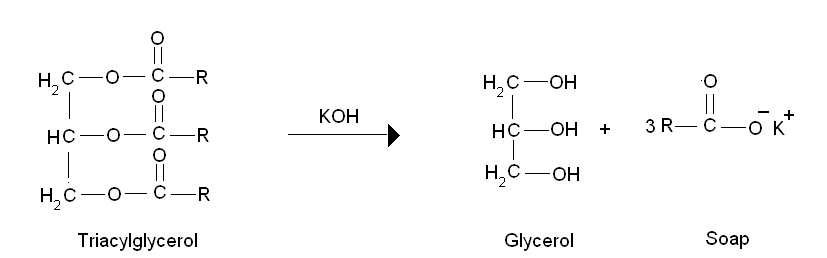 O
H2C—O—C—R
O
HC—O—C—R
O
H2C—O—C—R
Triacylglycerol
KOH
H2C—OH
HC—OH
H2C—OH
Glycerol
+
O
3 R—C—O− K+
Soap